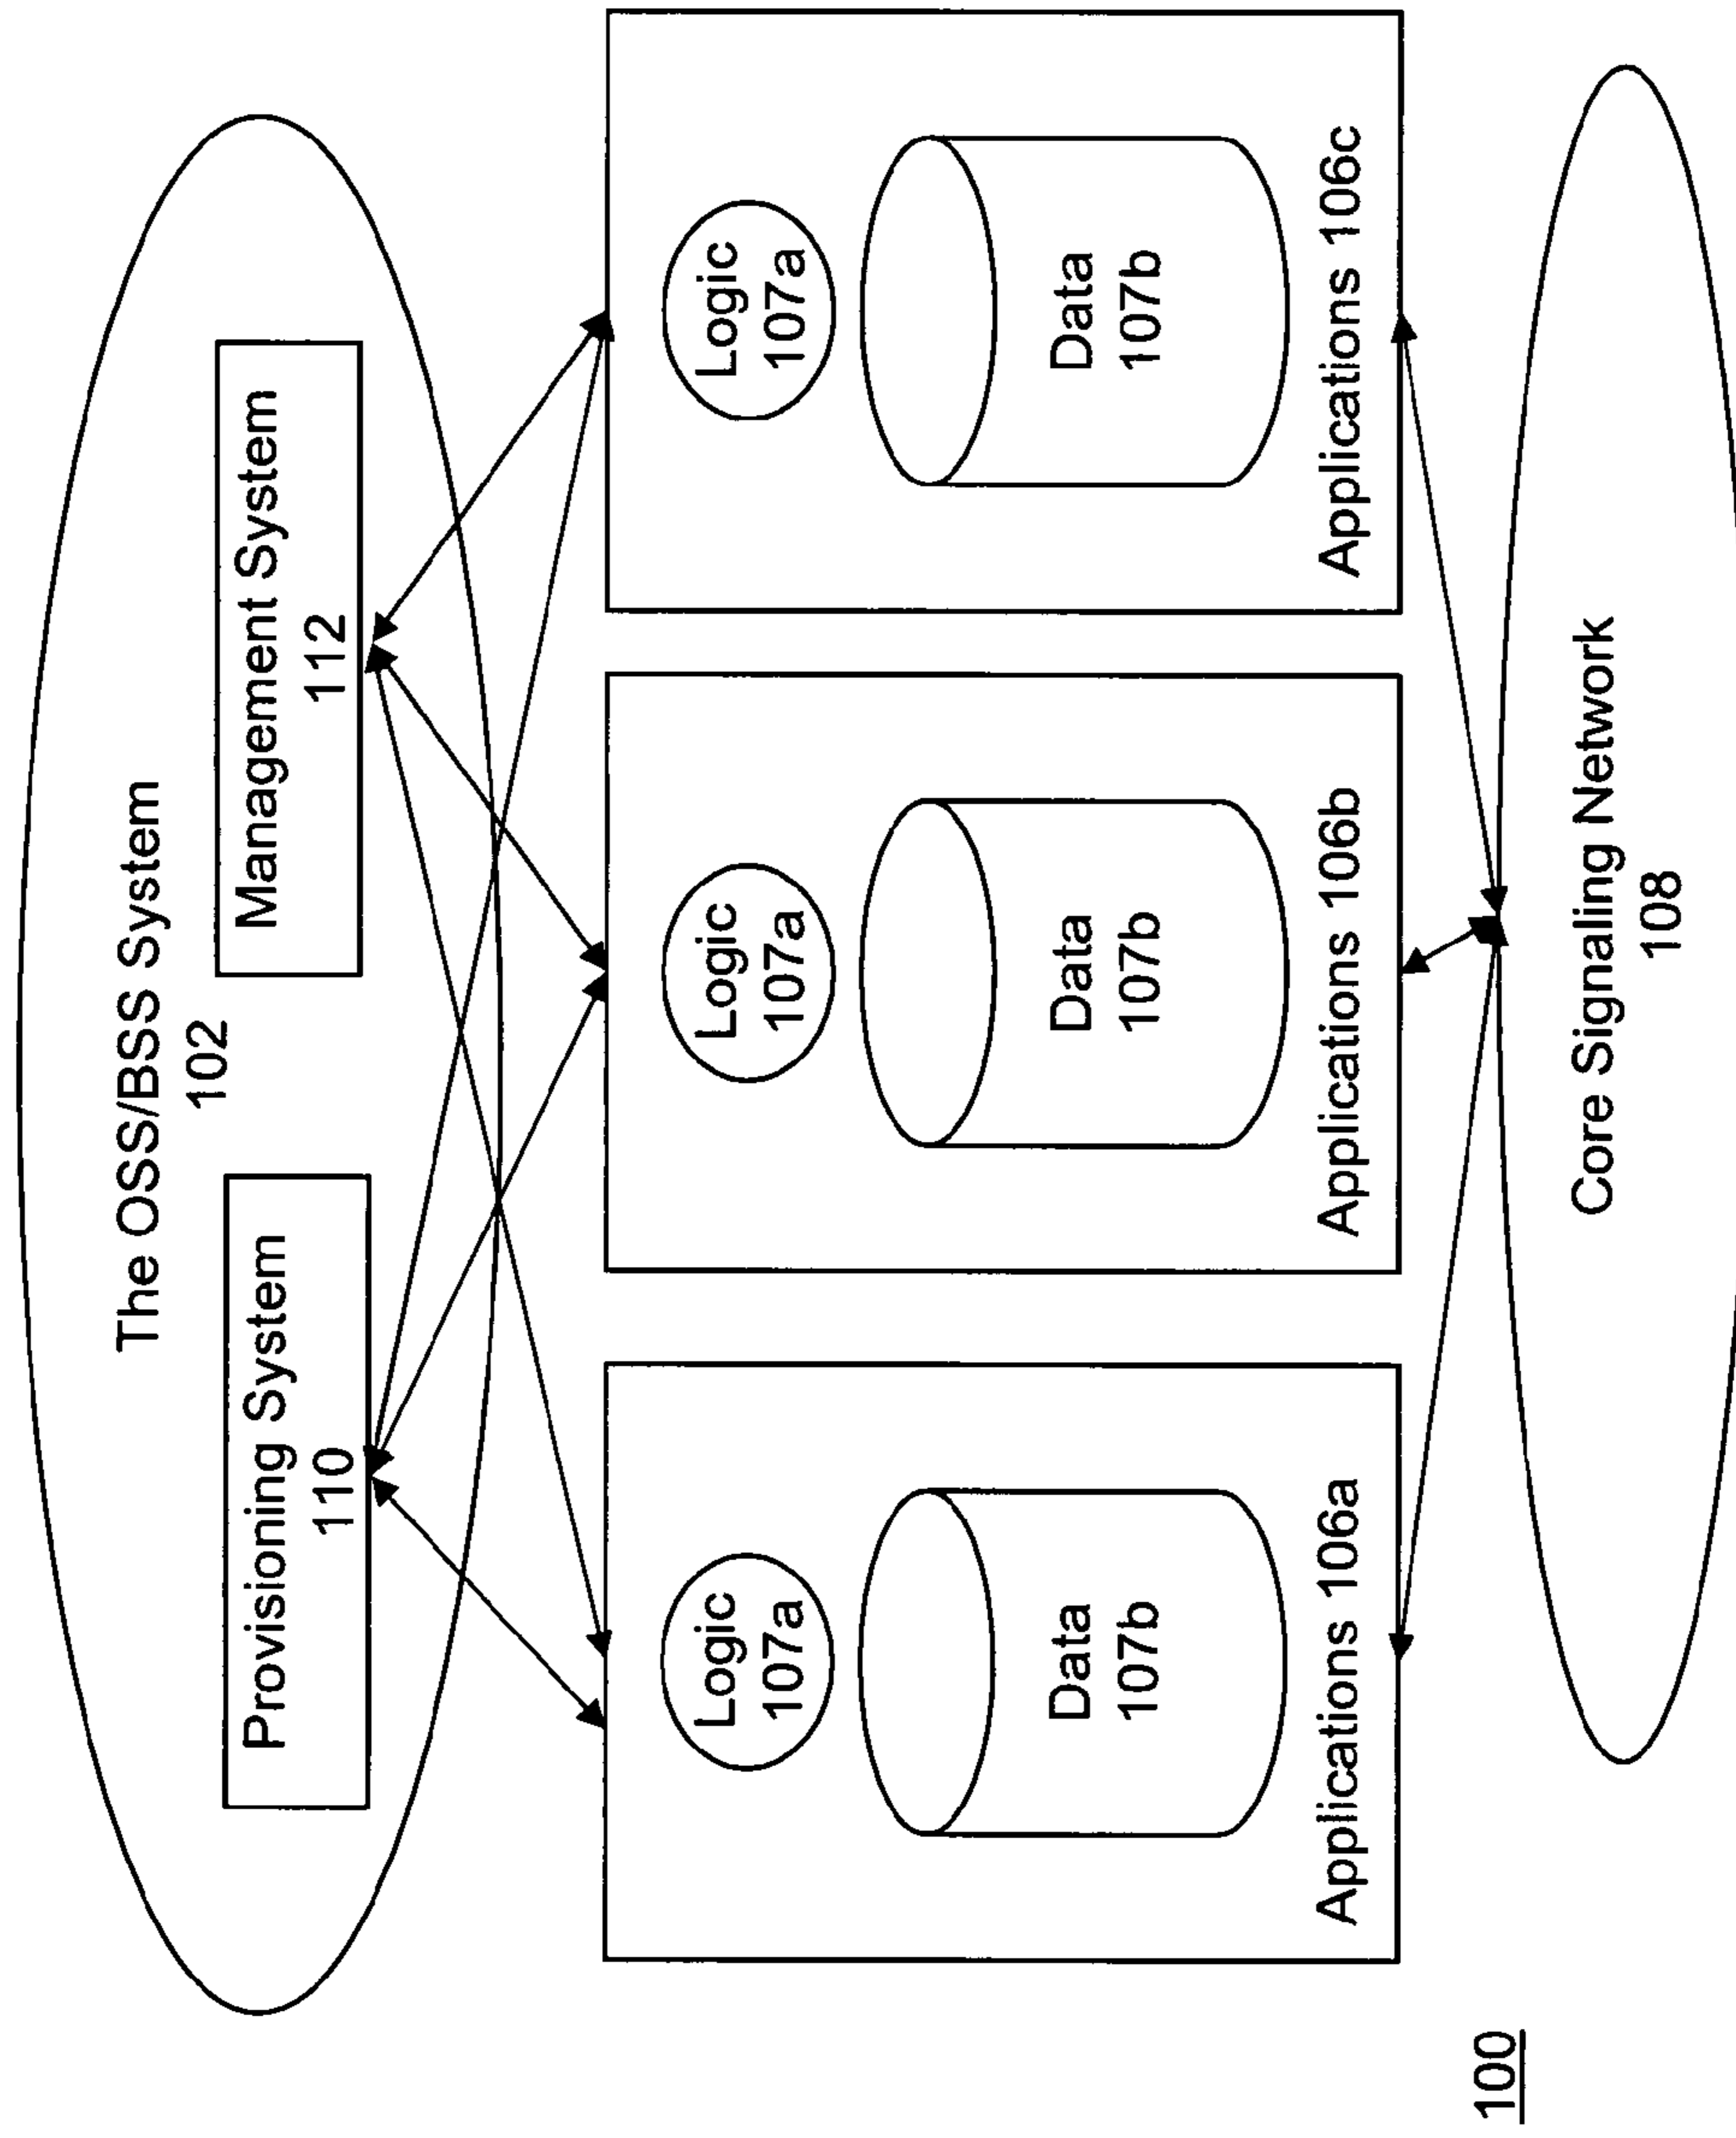 The OSS/BSS System
102
Provisioning System
110
Management System
112
Logic
107a
Data
107b
Applications 106a
Logic
107a
Data
107b
Applications 106b
Logic
107a
Data
107b
Applications 106c
Core Signaling Network
108
100